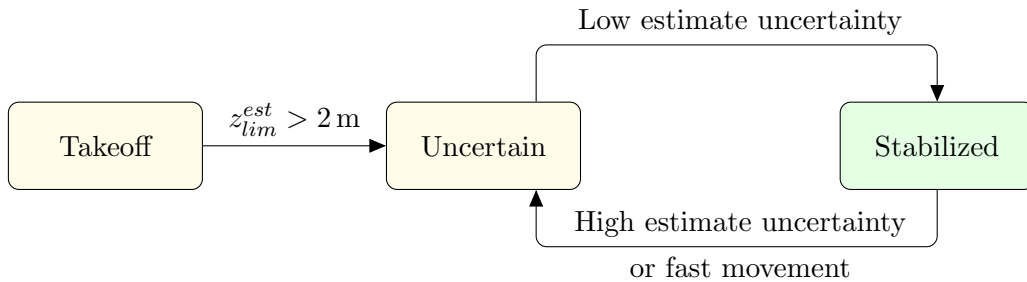 Low estimate uncertainty
z_{lim}^{est} > 2 m
Takeoff
Uncertain
Stabilized
High estimate uncertainty
or fast movement